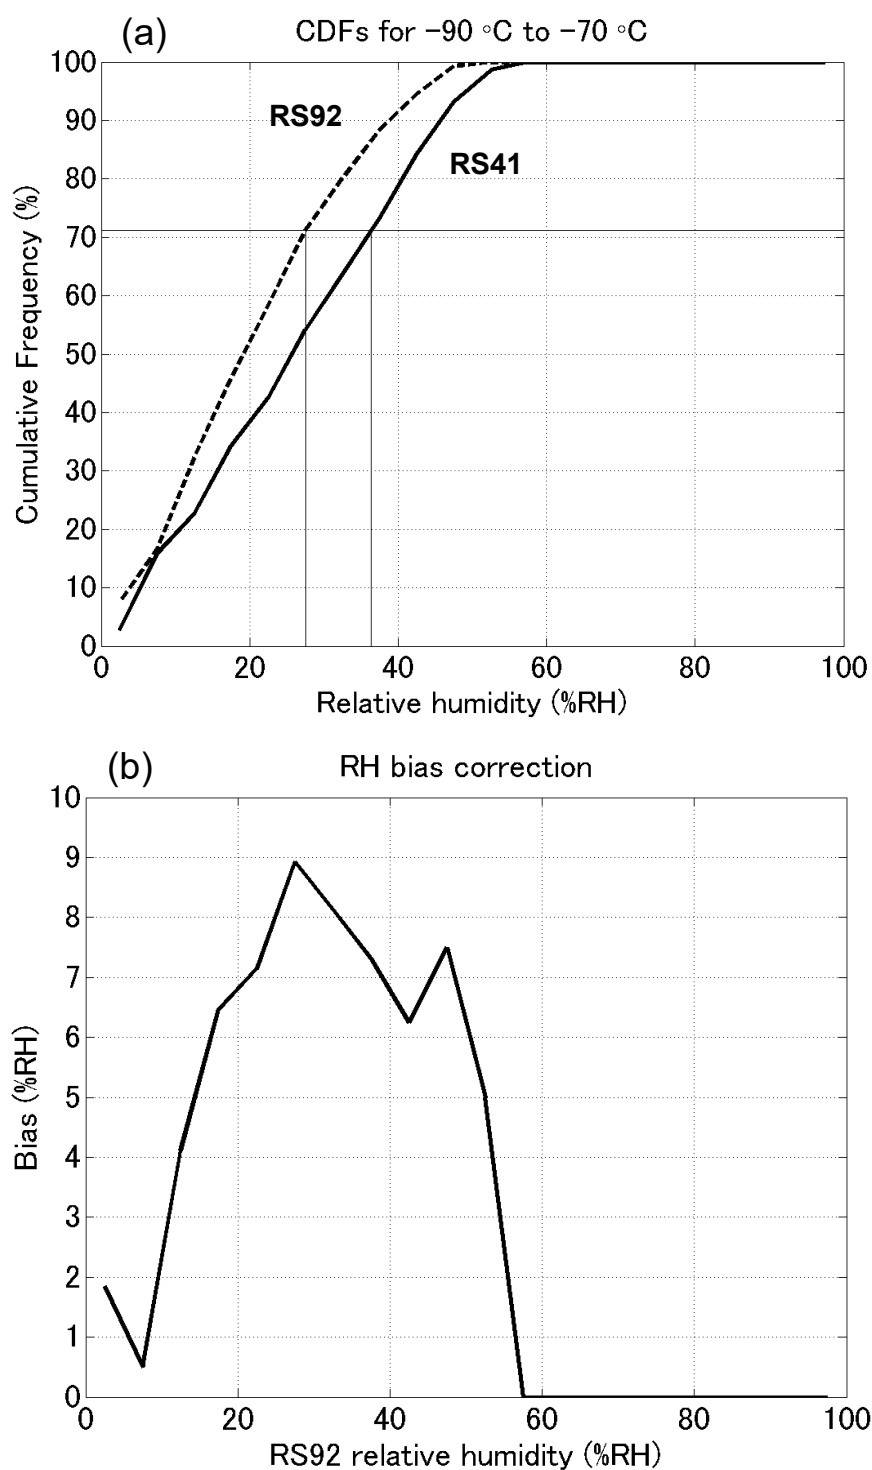 (a) CDFs for −90 °C to −70 °C
100
90
80
70
60
50
40
30
20
10
0
Cumulative Frequency (%)
RS92
RS41
0 20 40 60 80 100
Relative humidity (%RH)
(b) RH bias correction
10
9
8
7
6
5
4
3
2
1
0
Bias (%RH)
0 20 40 60 80 100
RS92 relative humidity (%RH)